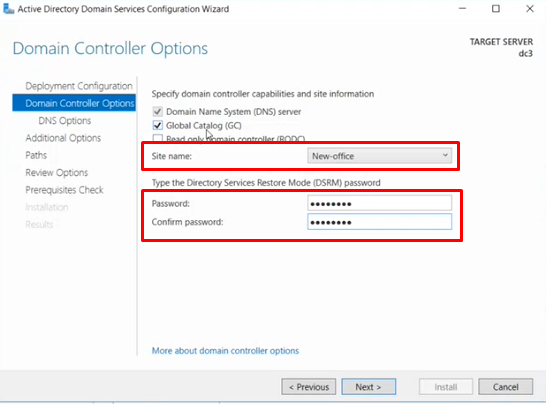 Active Directory Domain Services Configuration Wizard
Domain Controller Options
TARGET SERVER
dc3
Deployment Configuration
Domain Controller Options
DNS Options
Additional Options
Paths
Review Options
Prerequisites Check
Installation
Results
Specify domain controller capabilities and site information
Domain Name System (DNS) server
Global Catalog (GC)
Read only domain controller (RODC)
Site name: New-office
Type the Directory Services Restore Mode (DSRM) password
Password: ••••••••
Confirm password: ••••••••
More about domain controller options
< Previous Next > Install Cancel